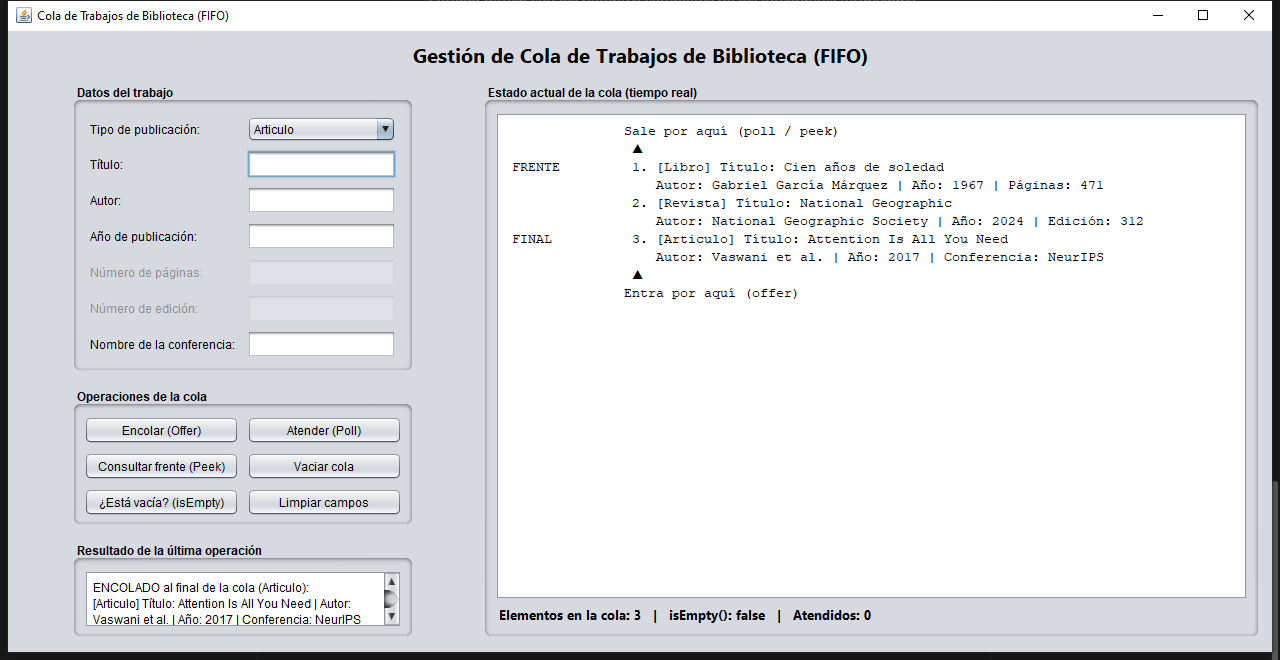 Cola de Trabajos de Biblioteca (FIFO)
Gestión de Cola de Trabajos de Biblioteca (FIFO)
Datos del trabajo
Tipo de publicación: Articulo
Título:
Autor:
Año de publicación:
Número de páginas:
Número de edición:
Nombre de la conferencia:
Operaciones de la cola
Encolar (Offer) Atender (Poll)
Consultar frente (Peek) Vaciar cola
¿Está vacía? (isEmpty) Limpiar campos
Resultado de la última operación
ENCOLADO al final de la cola (Articulo):
[Articulo] Título: Attention Is All You Need | Autor:
Vaswani et al. | Año: 2017 | Conferencia: NeurIPS
Estado actual de la cola (tiempo real)
Sale por aquí (poll / peek)
▲
FRENTE 1. [Libro] Título: Cien años de soledad
Autor: Gabriel García Márquez | Año: 1967 | Páginas: 471
2. [Revista] Título: National Geographic
Autor: National Geographic Society | Año: 2024 | Edición: 312
FINAL 3. [Articulo] Título: Attention Is All You Need
Autor: Vaswani et al. | Año: 2017 | Conferencia: NeurIPS
▲
Entra por aquí (offer)
Elementos en la cola: 3 | isEmpty(): false | Atendidos: 0